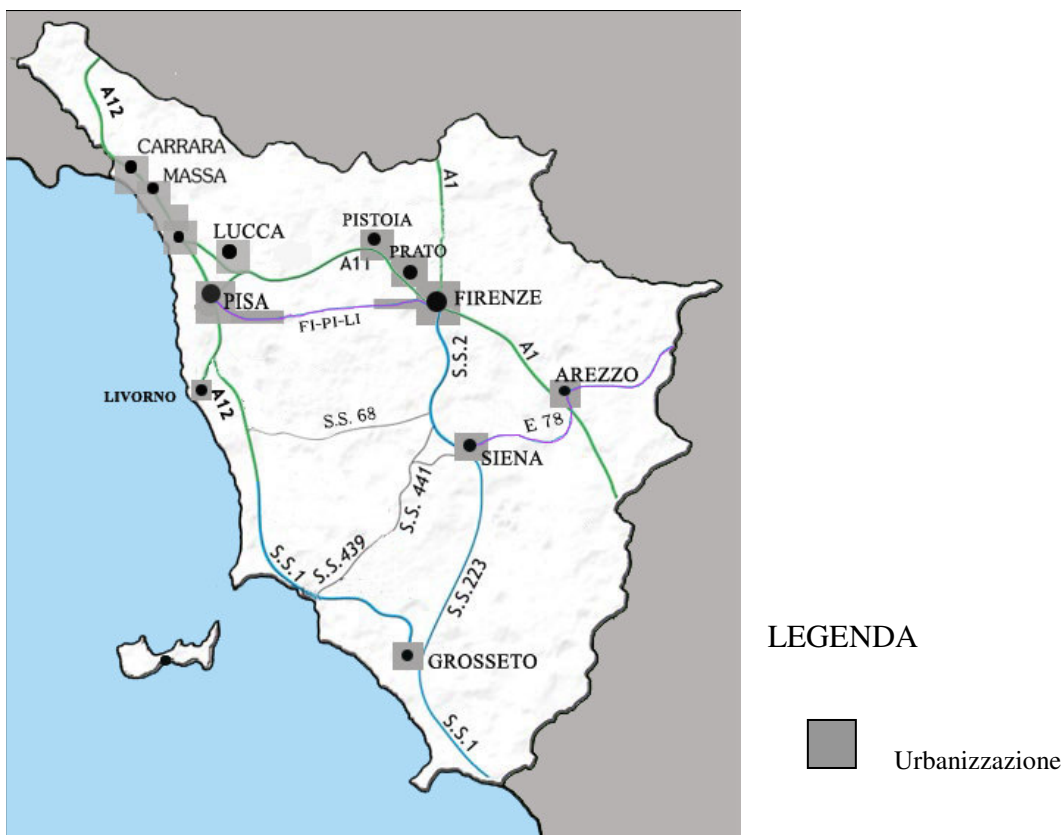 A12
CARRARA
MASSA
A1
LUCCA
PISTOIA
PRATO
A11
PISA
FIRENZE
FI-PI-LI
S.S.2
A1
LIVORNO
A12
AREZZO
S.S. 68
E 78
SIENA
S.S. 441
S.S.439
S.S.1
S.S.223
GROSSETO
S.S.1
LEGENDA
Urbanizzazione